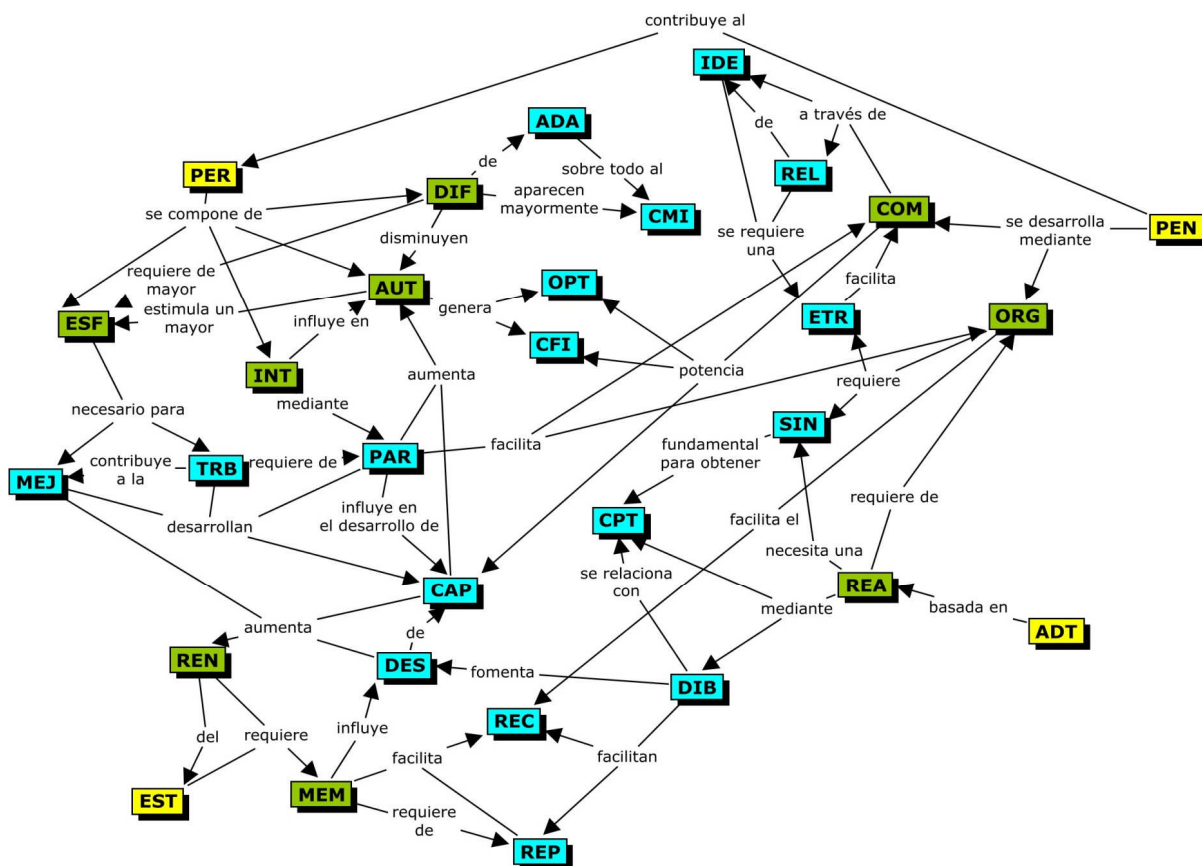 contribuye al
IDE
ADA
de
a través de
de
PER
sobre todo al
REL
DIF
aparecen
mayormente
CMI
COM
PEN
se compone de
disminuyen
se requiere
una
se desarrolla
mediante
requiere de
mayor
AUT
OPT
facilita
estimula un
mayor
genera
ESF
influye en
ETR
ORG
CFI
INT
aumenta
potencia
requiere
necesario para
mediante
SIN
facilita
fundamental
para obtener
contribuye
a la
TRB
requiere de
PAR
MEJ
requiere de
influye en
el desarrollo de
desarrollan
CPT
facilita el
necesita una
se relaciona
con
REA
CAP
mediante
basada en
aumenta
de
ADT
REN
DES
fomenta
DIB
REC
del
requiere
influye
facilita
facilitan
EST
MEM
requiere
de
REP